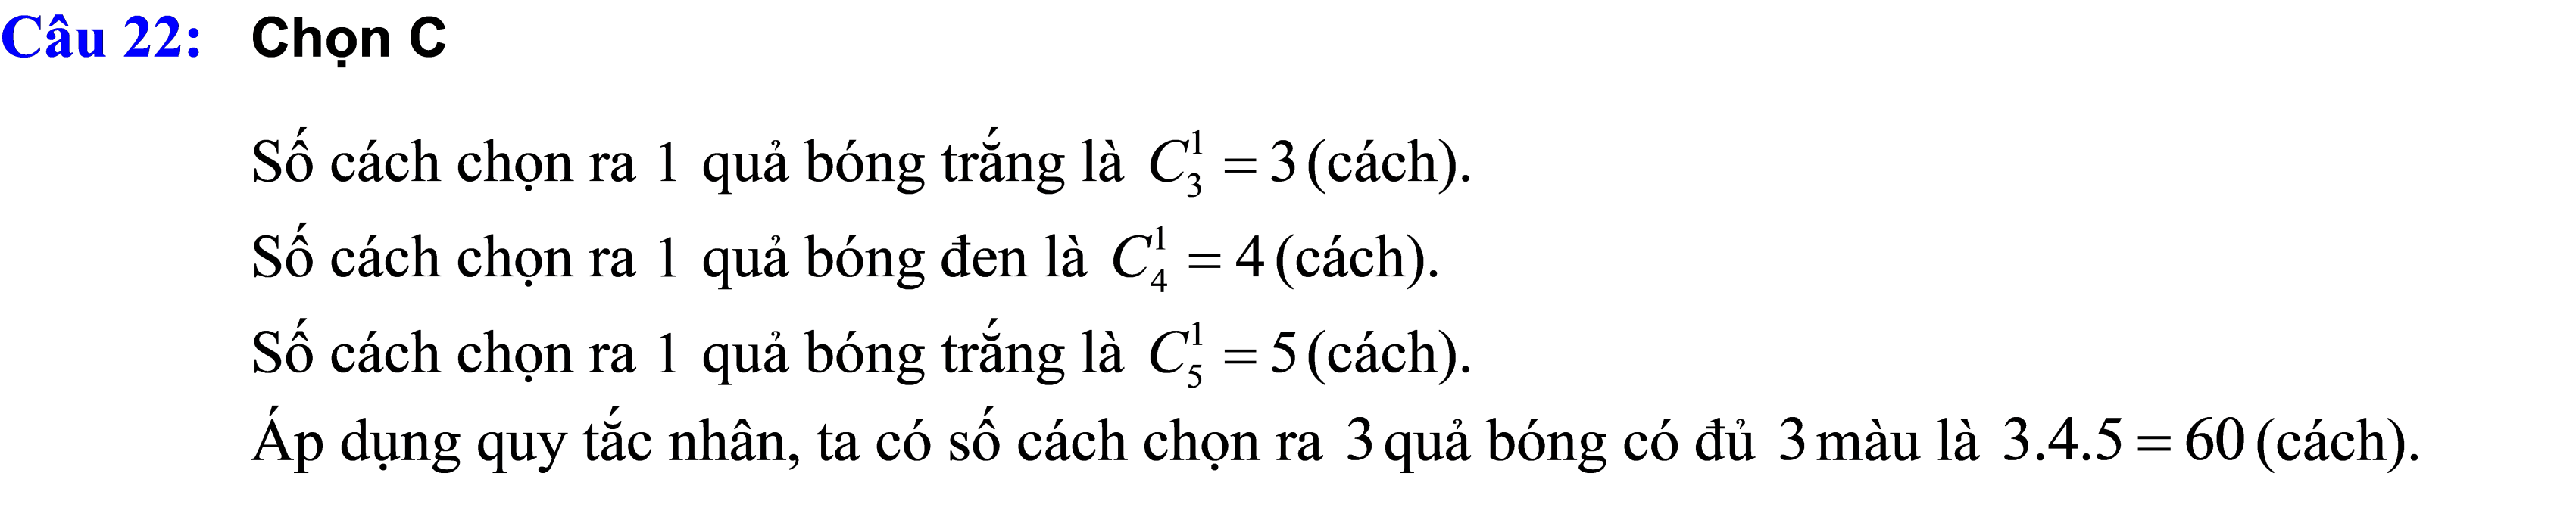 Câu 22: Chọn C
Số cách chọn ra 1 quả bóng trắng là $C_3^1 = 3$ (cách).
Số cách chọn ra 1 quả bóng đen là $C_4^1 = 4$ (cách).
Số cách chọn ra 1 quả bóng trắng là $C_5^1 = 5$ (cách).
Áp dụng quy tắc nhân, ta có số cách chọn ra 3 quả bóng có đủ 3 màu là 3.4.5 = 60 (cách).